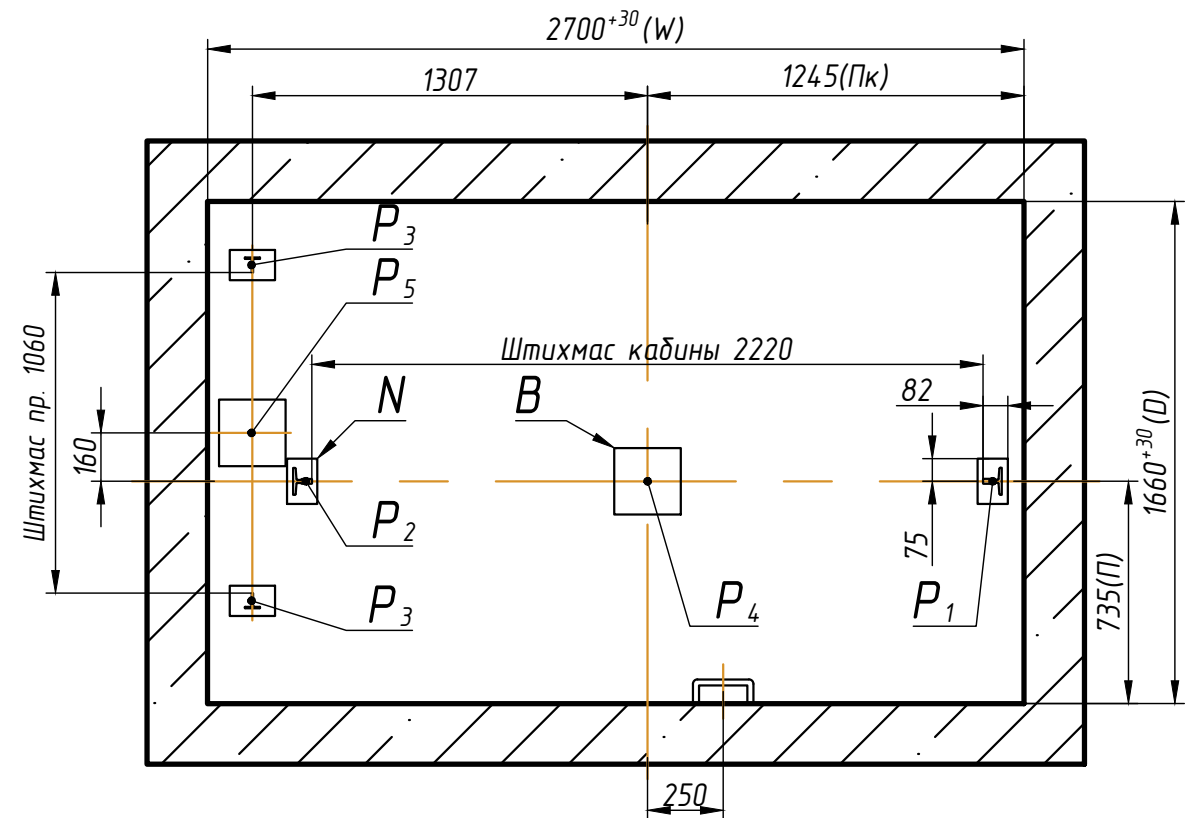 2700+30(W)
1307
1245(Пк)
P3
P5
Штихмас кабины 2220
N
B
82
Штихмас пр. 1060
160
1660+30(D)
P2
75
P3
P4
P1
735(П)
250